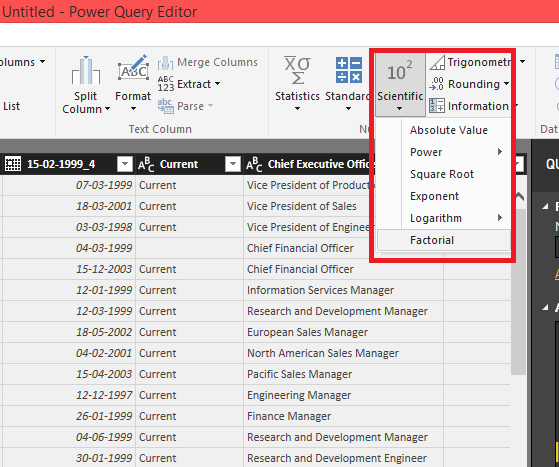 Untitled - Power Query Editor
Merge Columns
Extract
Parse
Split Column
Format
Text Column
List
Statistics
Standard
Scientific
10²
Trigonometr
Rounding
Information
Absolute Value
Power
Square Root
Exponent
Logarithm
Factorial
15-02-1999_4 Current Chief Executive Office
07-03-1999 Current Vice President of Product
18-03-2001 Current Vice President of Sales
03-03-1998 Current Vice President of Engineer
04-03-1999 Chief Financial Officer
15-12-2003 Current Chief Financial Officer
12-01-1999 Current Information Services Manager
12-03-1999 Current Research and Development Manager
18-05-2002 Current European Sales Manager
04-02-2001 Current North American Sales Manager
15-04-2003 Current Pacific Sales Manager
12-12-1997 Current Engineering Manager
26-01-1999 Current Finance Manager
04-06-1999 Current Research and Development Manager
30-01-1999 Current Research and Development Engineer